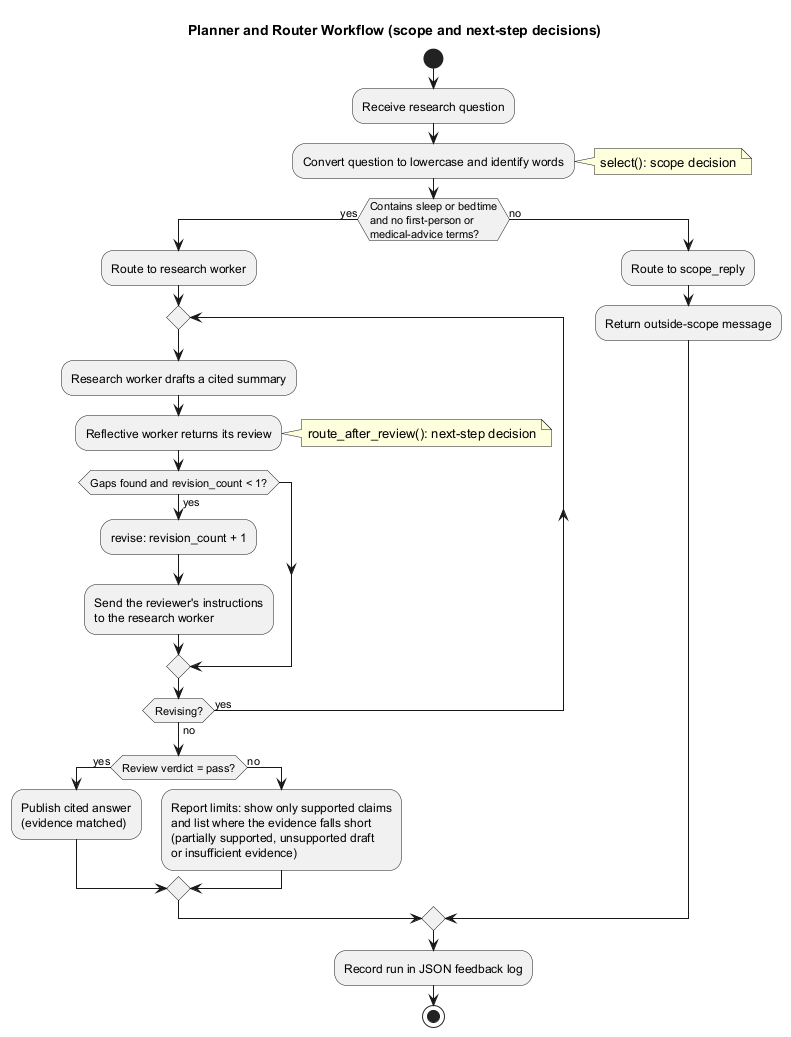 Planner and Router Workflow (scope and next-step decisions)
Receive research question
Convert question to lowercase and identify words
select(): scope decision
Contains sleep or bedtime
and no first-person or
medical-advice terms?
yes
no
Route to research worker
Route to scope_reply
Return outside-scope message
Research worker drafts a cited summary
Reflective worker returns its review
route_after_review(): next-step decision
Gaps found and revision_count < 1?
yes
revise: revision_count + 1
Send the reviewer's instructions
to the research worker
Revising?
yes
no
Review verdict = pass?
yes
no
Publish cited answer
(evidence matched)
Report limits: show only supported claims
and list where the evidence falls short
(partially supported, unsupported draft
or insufficient evidence)
Record run in JSON feedback log